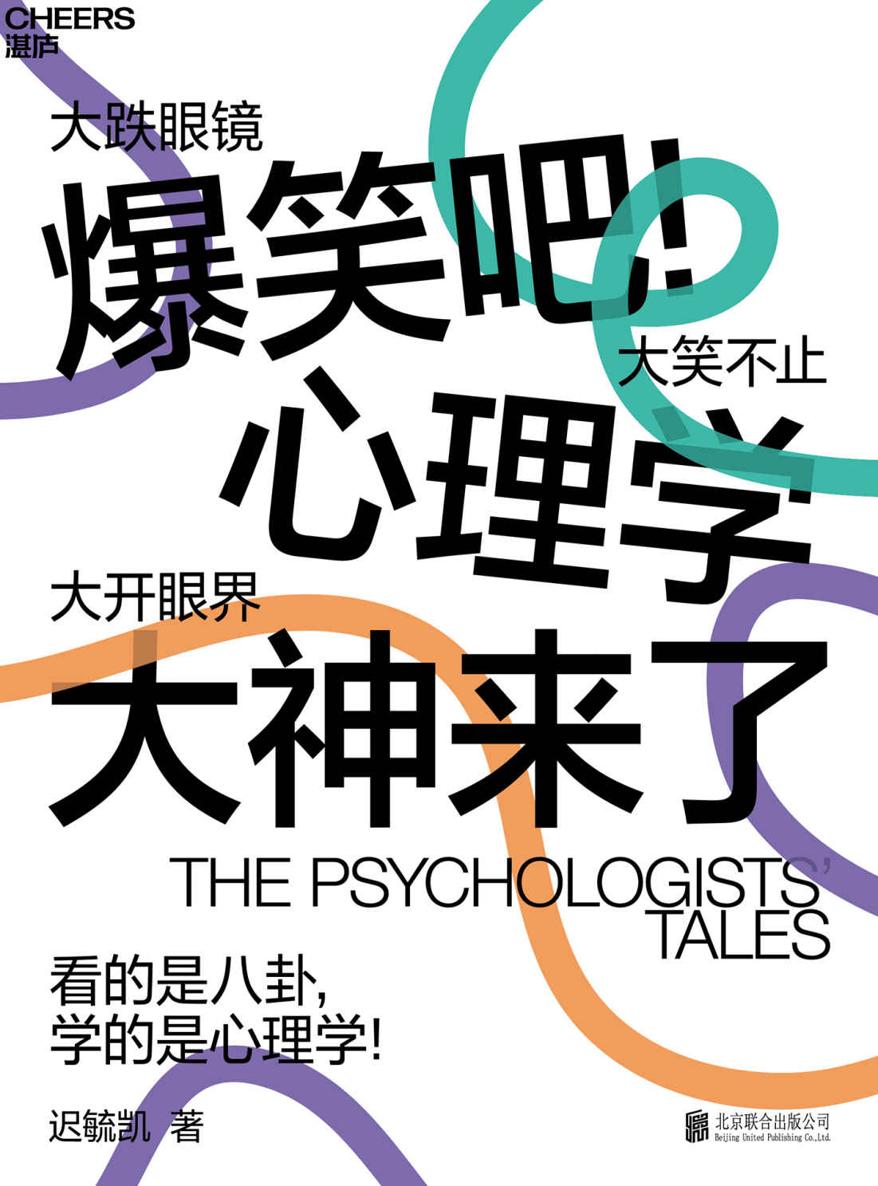 CHEERS
湛庐
大跌眼镜
爆笑吧!
大笑不止
心理学
大开眼界
大神来了
THE PSYCHOLOGISTS'
TALES
看的是八卦,
学的是心理学!
迟毓凯 著
北京联合出版公司
Beijing United Publishing Co.,Ltd.